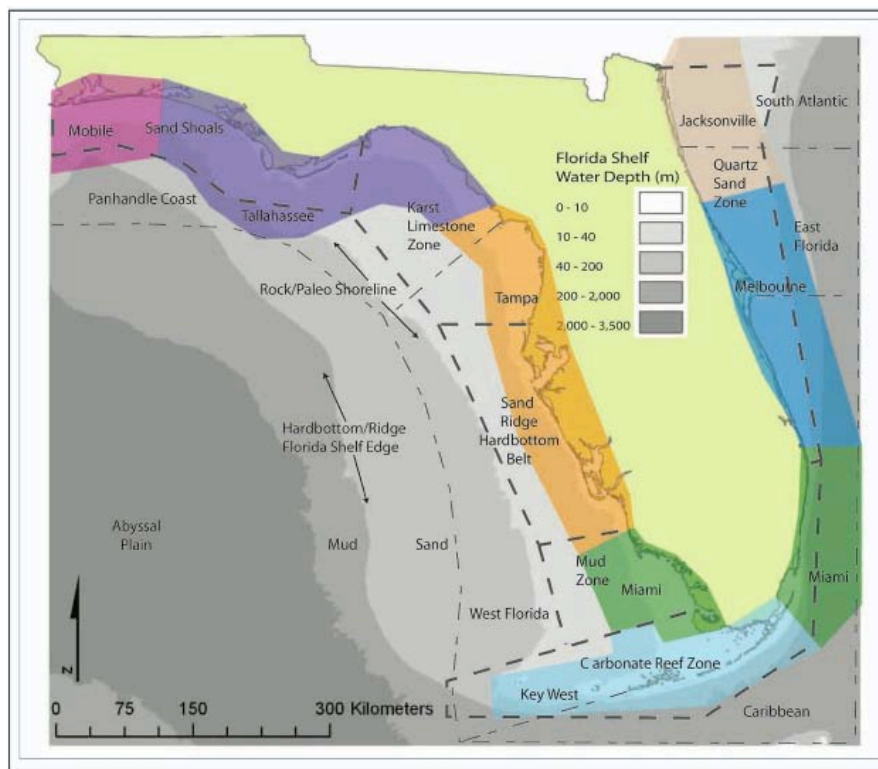 Mobile
Sand Shoals
Panhandle Coast
Tallahassee
Karst
Limestone
Zone
Rock/Paleo Shoreline
Tampa
Hardbottom/Ridge
Florida Shelf Edge
Sand
Ridge
Hardbottom
Belt
Abyssal
Plain
Mud
Sand
West Florida
Mud
Zone
Miami
Carbonate Reef Zone
Key West
Caribbean
Miami
Melbourne
East
Florida
Quartz
Sand
Zone
Jacksonville
South Atlantic
Florida Shelf
Water Depth (m)
0 - 10
10 - 40
40 - 200
200 - 2,000
2,000 - 3,500
N
0 75 150 300 Kilometers